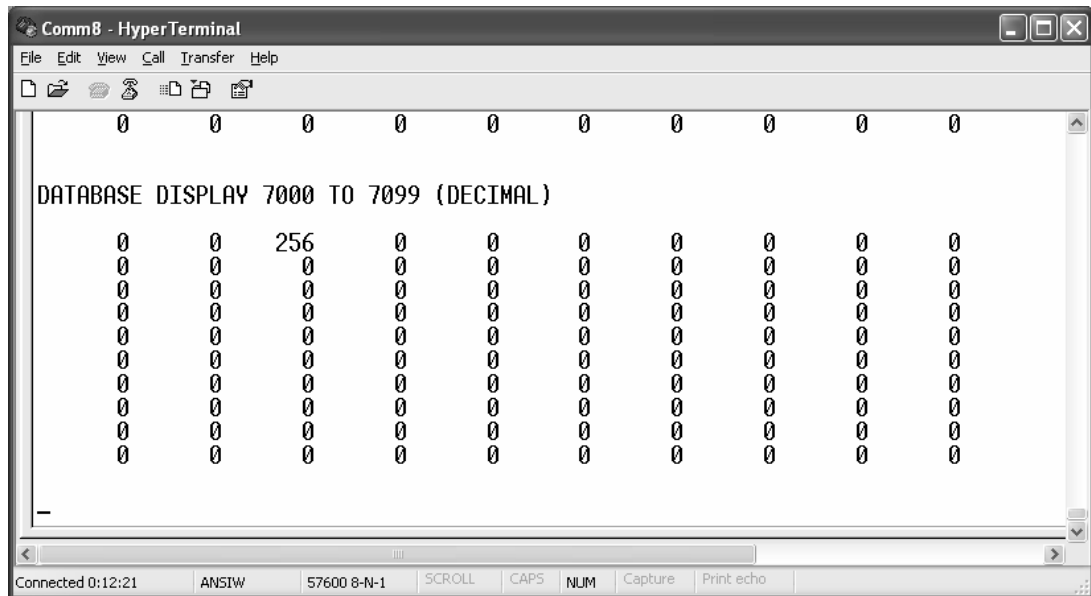 Comm8 - HyperTerminal
File Edit View Call Transfer Help
0 0 0 0 0 0 0 0 0 0
DATABASE DISPLAY 7000 TO 7099 (DECIMAL)
0 0 256 0 0 0 0 0 0 0
0 0 0 0 0 0 0 0 0 0
0 0 0 0 0 0 0 0 0 0
0 0 0 0 0 0 0 0 0 0
0 0 0 0 0 0 0 0 0 0
0 0 0 0 0 0 0 0 0 0
0 0 0 0 0 0 0 0 0 0
0 0 0 0 0 0 0 0 0 0
0 0 0 0 0 0 0 0 0 0
0 0 0 0 0 0 0 0 0 0
_
Connected 0:12:21 ANSIW 57600 8-N-1 SCROLL CAPS NUM Capture Print echo